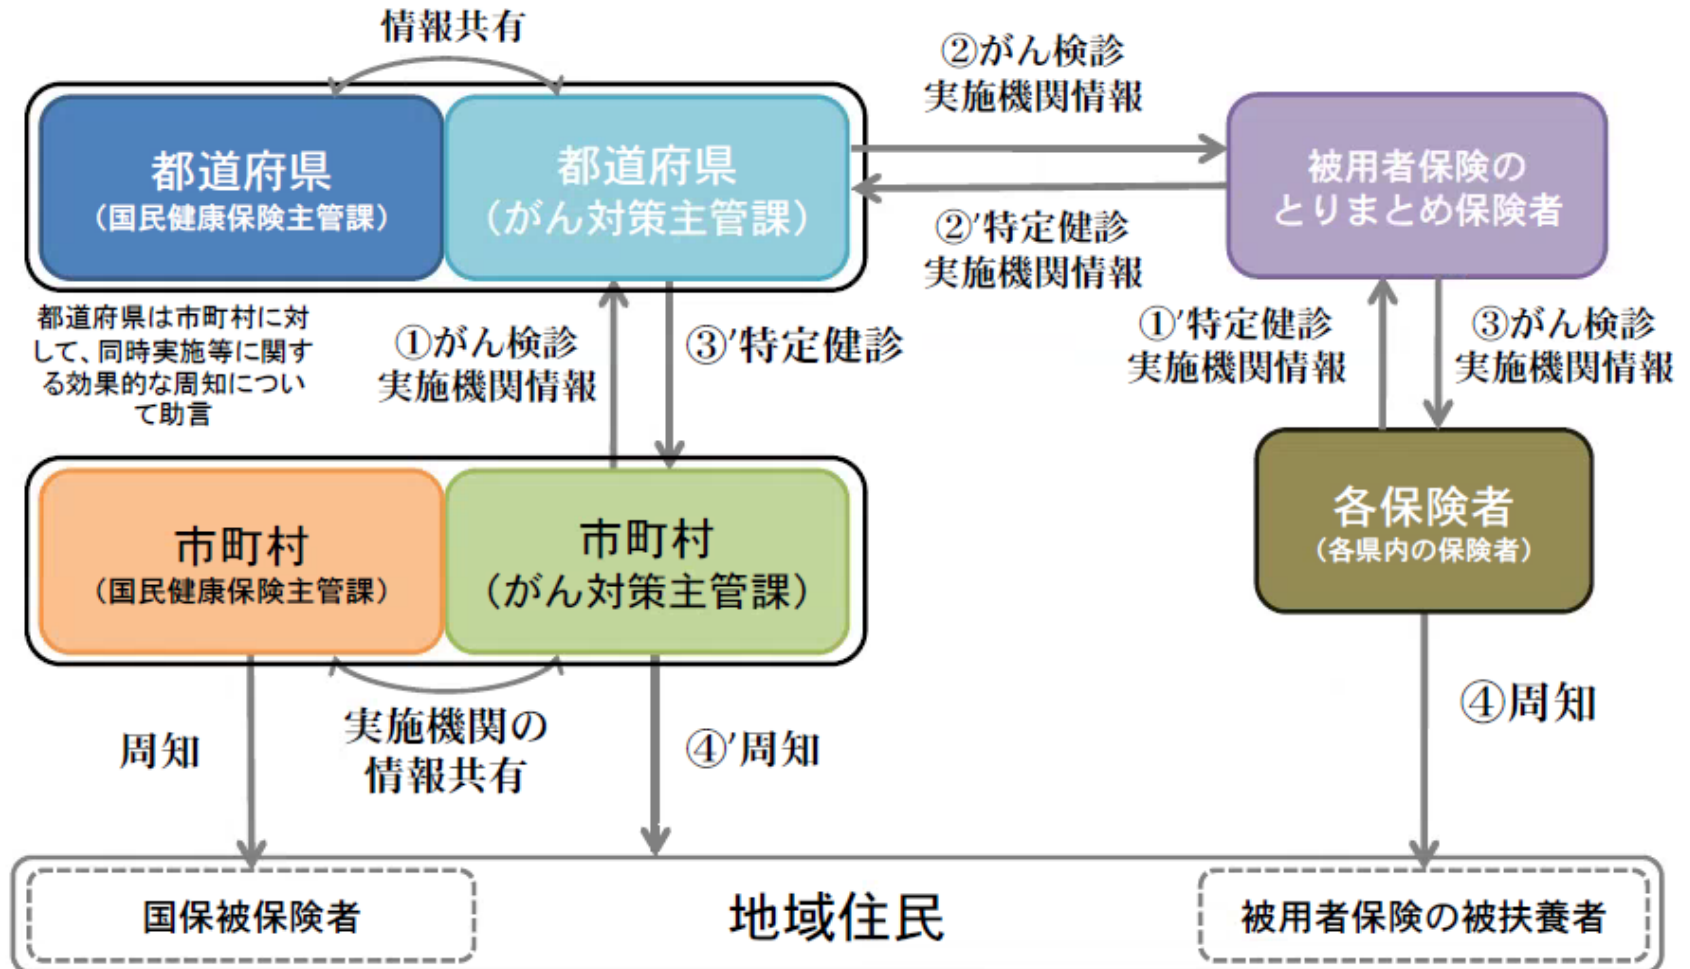 情報共有
②がん検診
実施機関情報
都道府県
（国民健康保険主管課）
都道府県
（がん対策主管課）
被用者保険の
とりまとめ保険者
②’特定健診
実施機関情報
都道府県は市町村に対
して、同時実施等に関す
る効果的な周知につい
て助言
①がん検診
実施機関情報
③’特定健診
①’特定健診
実施機関情報
③がん検診
実施機関情報
市町村
（国民健康保険主管課）
市町村
（がん対策主管課）
各保険者
（各県内の保険者）
周知
実施機関の
情報共有
④’周知
④周知
国保被保険者
地域住民
被用者保険の被扶養者